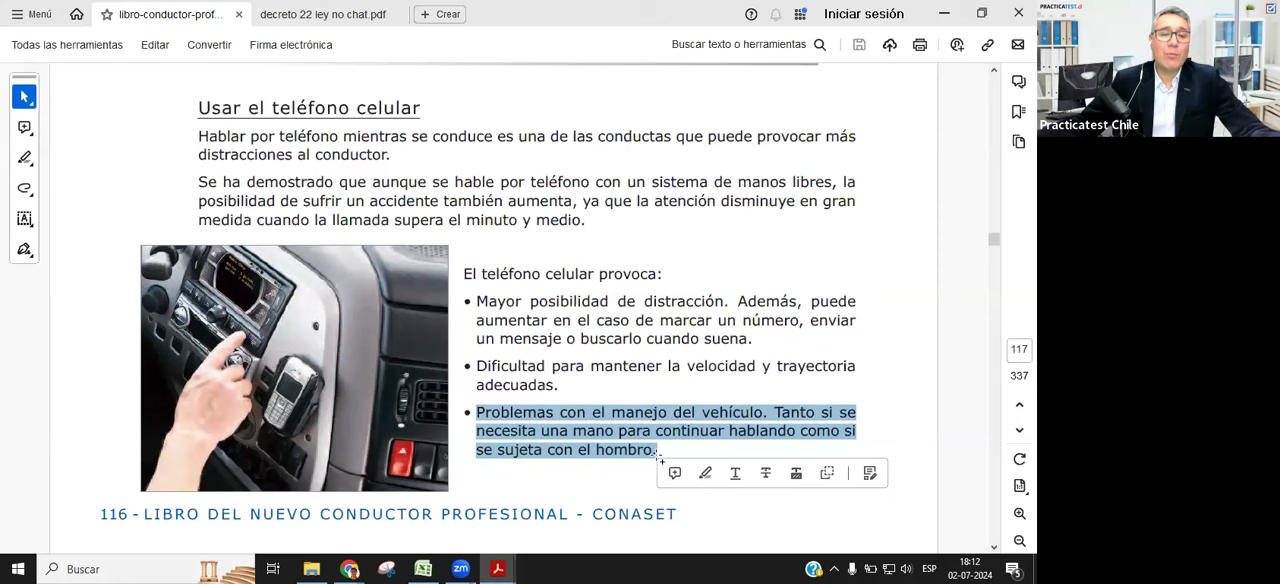 Menú
libro-conductor-prof...
decreto 22 ley no chat.pdf
Crear
Iniciar sesión
PRACTICATEST.cl
Todas las herramientas
Editar
Convertir
Firma electrónica
Buscar texto o herramientas
Usar el teléfono celular
Hablar por teléfono mientras se conduce es una de las conductas que puede provocar más
distracciones al conductor.
Se ha demostrado que aunque se hable por teléfono con un sistema de manos libres, la
posibilidad de sufrir un accidente también aumenta, ya que la atención disminuye en gran
medida cuando la llamada supera el minuto y medio.
El teléfono celular provoca:
• Mayor posibilidad de distracción. Además, puede
aumentar en el caso de marcar un número, enviar
un mensaje o buscarlo cuando suena.
• Dificultad para mantener la velocidad y trayectoria
adecuadas.
• Problemas con el manejo del vehículo. Tanto si se
necesita una mano para continuar hablando como si
se sujeta con el hombro.
116 - LIBRO DEL NUEVO CONDUCTOR PROFESIONAL - CONASET
117
337
Practicatest Chile
Buscar
zm
ESP
18:12
02-07-2024
5